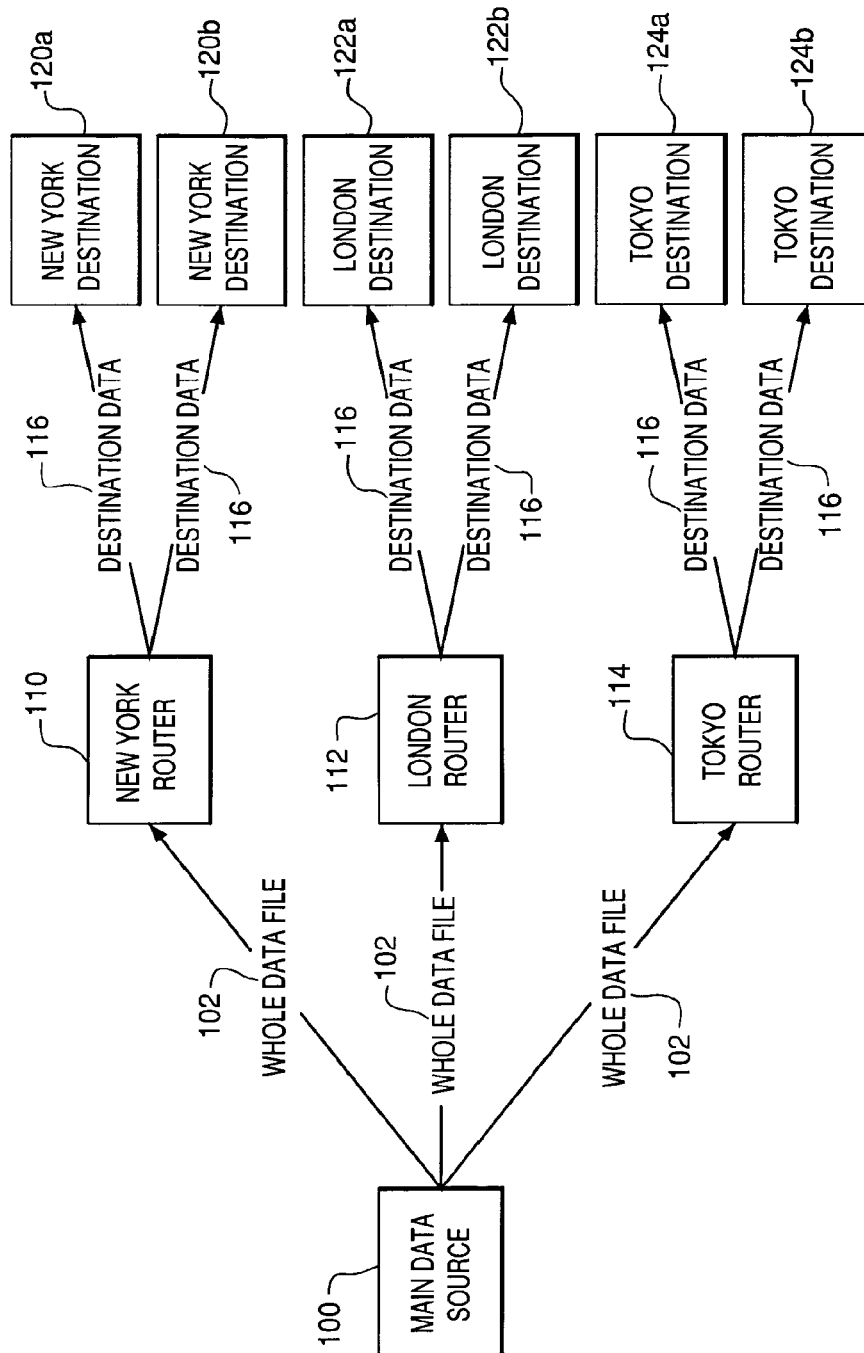 100
MAIN DATA
SOURCE
102
WHOLE DATA FILE
102
WHOLE DATA FILE
WHOLE DATA FILE
102
110
NEW YORK
ROUTER
112
LONDON
ROUTER
114
TOKYO
ROUTER
116
DESTINATION DATA
DESTINATION DATA
116
116
DESTINATION DATA
DESTINATION DATA
116
116
DESTINATION DATA
DESTINATION DATA
116
120a
NEW YORK
DESTINATION
120b
NEW YORK
DESTINATION
122a
LONDON
DESTINATION
122b
LONDON
DESTINATION
124a
TOKYO
DESTINATION
124b
TOKYO
DESTINATION